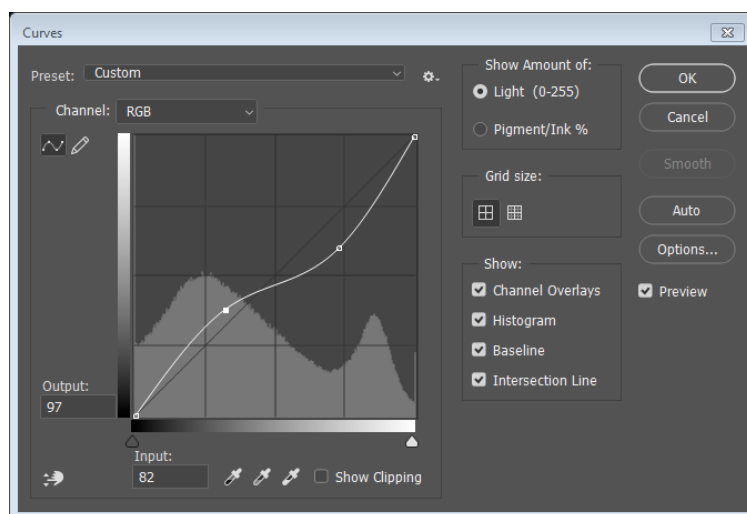 Curves
Preset: Custom
Channel: RGB
Output:
97
Input:
82
Show Clipping
Show Amount of:
Light (0-255)
Pigment/Ink %
Grid size:
Show:
Channel Overlays
Histogram
Baseline
Intersection Line
OK
Cancel
Smooth
Auto
Options...
Preview